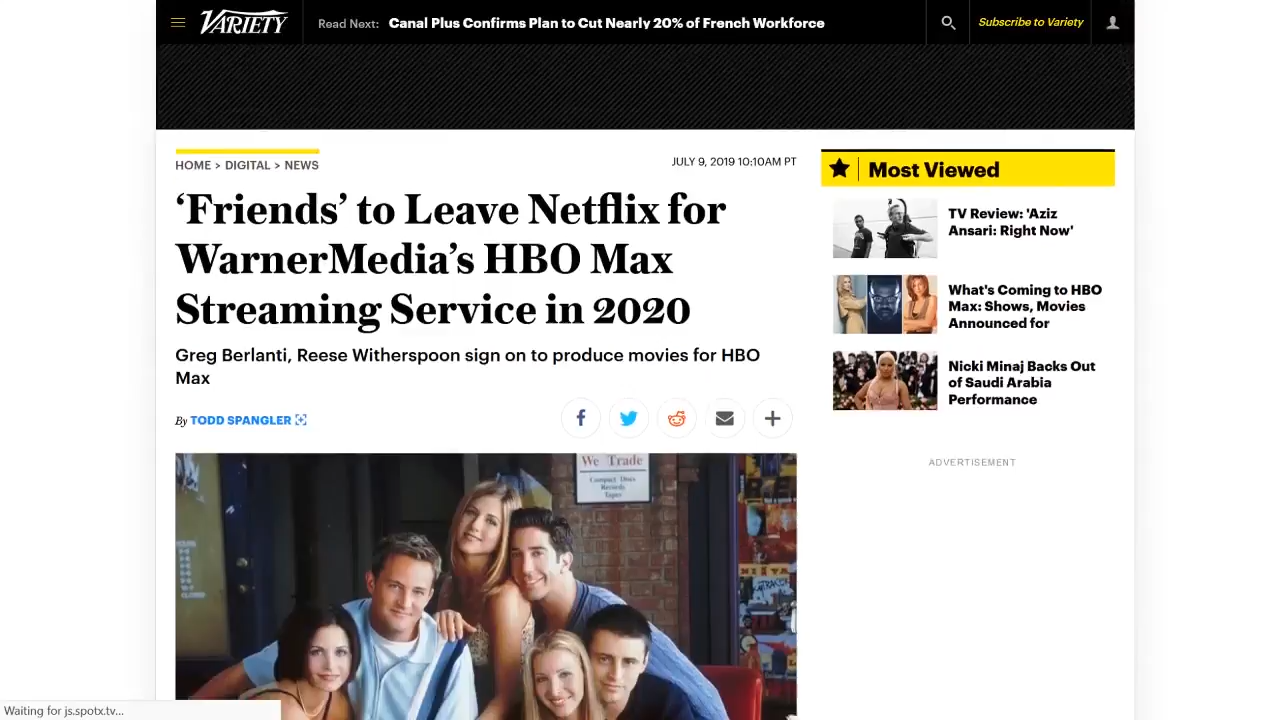 VARIETY
Read Next: Canal Plus Confirms Plan to Cut Nearly 20% of French Workforce
Subscribe to Variety
HOME > DIGITAL > NEWS
JULY 9, 2019 10:10AM PT
‘Friends’ to Leave Netflix for
WarnerMedia’s HBO Max
Streaming Service in 2020
Greg Berlanti, Reese Witherspoon sign on to produce movies for HBO
Max
By TODD SPANGLER
Most Viewed
TV Review: 'Aziz
Ansari: Right Now'
What's Coming to HBO
Max: Shows, Movies
Announced for
Nicki Minaj Backs Out
of Saudi Arabia
Performance
ADVERTISEMENT
We Trade
Compact Discs
Records
Tapes
Waiting for js.spotx.tv...